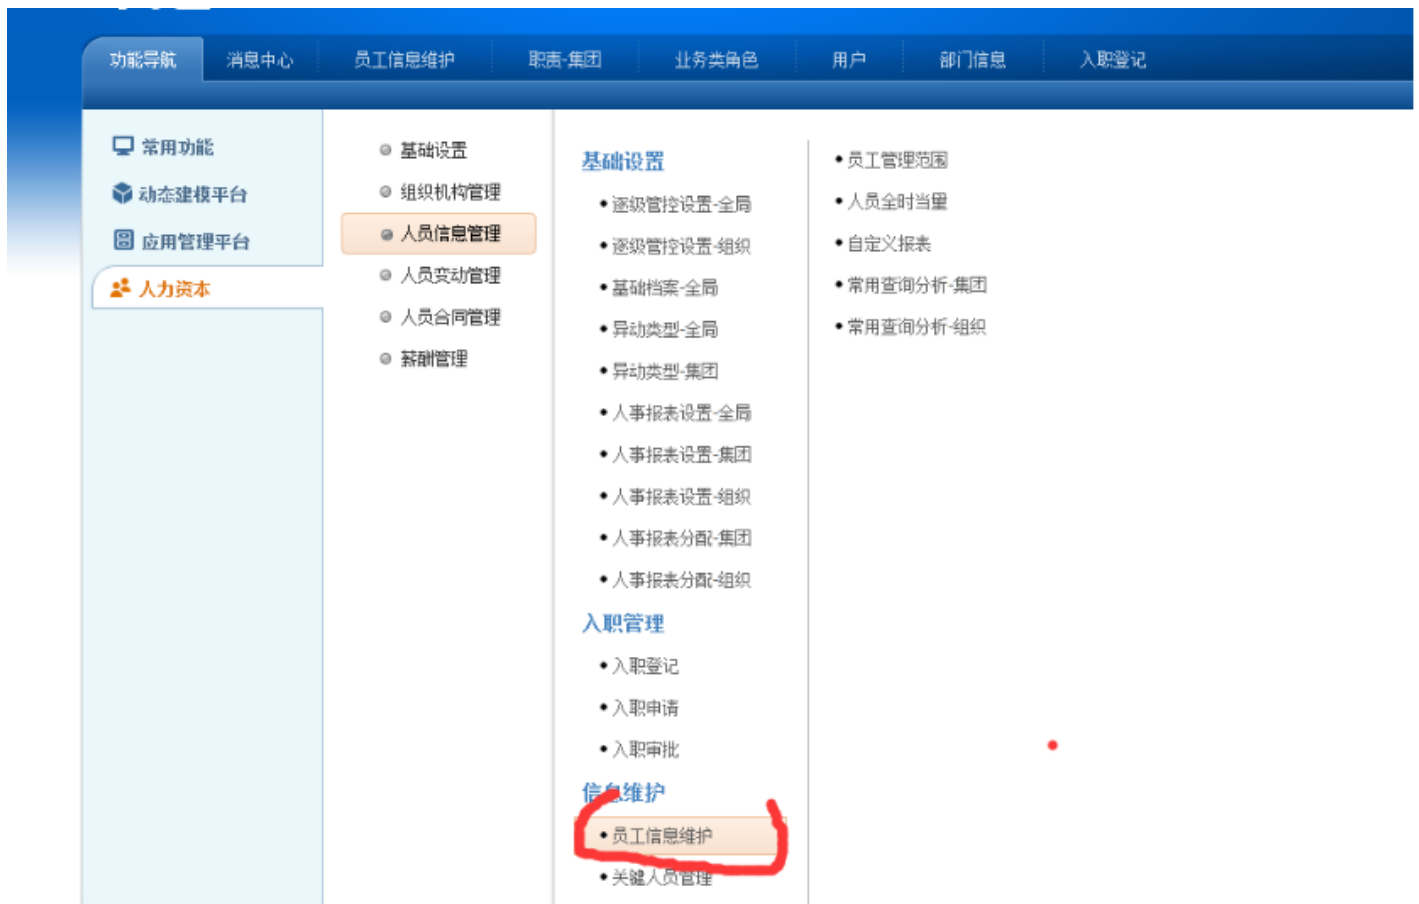 功能导航
消息中心
员工信息维护
职责-集团
业务类角色
用户
部门信息
入职登记
常用功能
动态建模平台
应用管理平台
人力资本
基础设置
组织机构管理
人员信息管理
人员变动管理
人员合同管理
薪酬管理
基础设置
逐级管控设置-全局
逐级管控设置-组织
基础档案-全局
异动类型-全局
异动类型-集团
人事报表设置-全局
人事报表设置-集团
人事报表设置-组织
人事报表分配-集团
人事报表分配-组织
入职管理
入职登记
入职申请
入职审批
信息维护
员工信息维护
关键人员管理
员工管理范围
人员全时当量
自定义报表
常用查询分析-集团
常用查询分析-组织